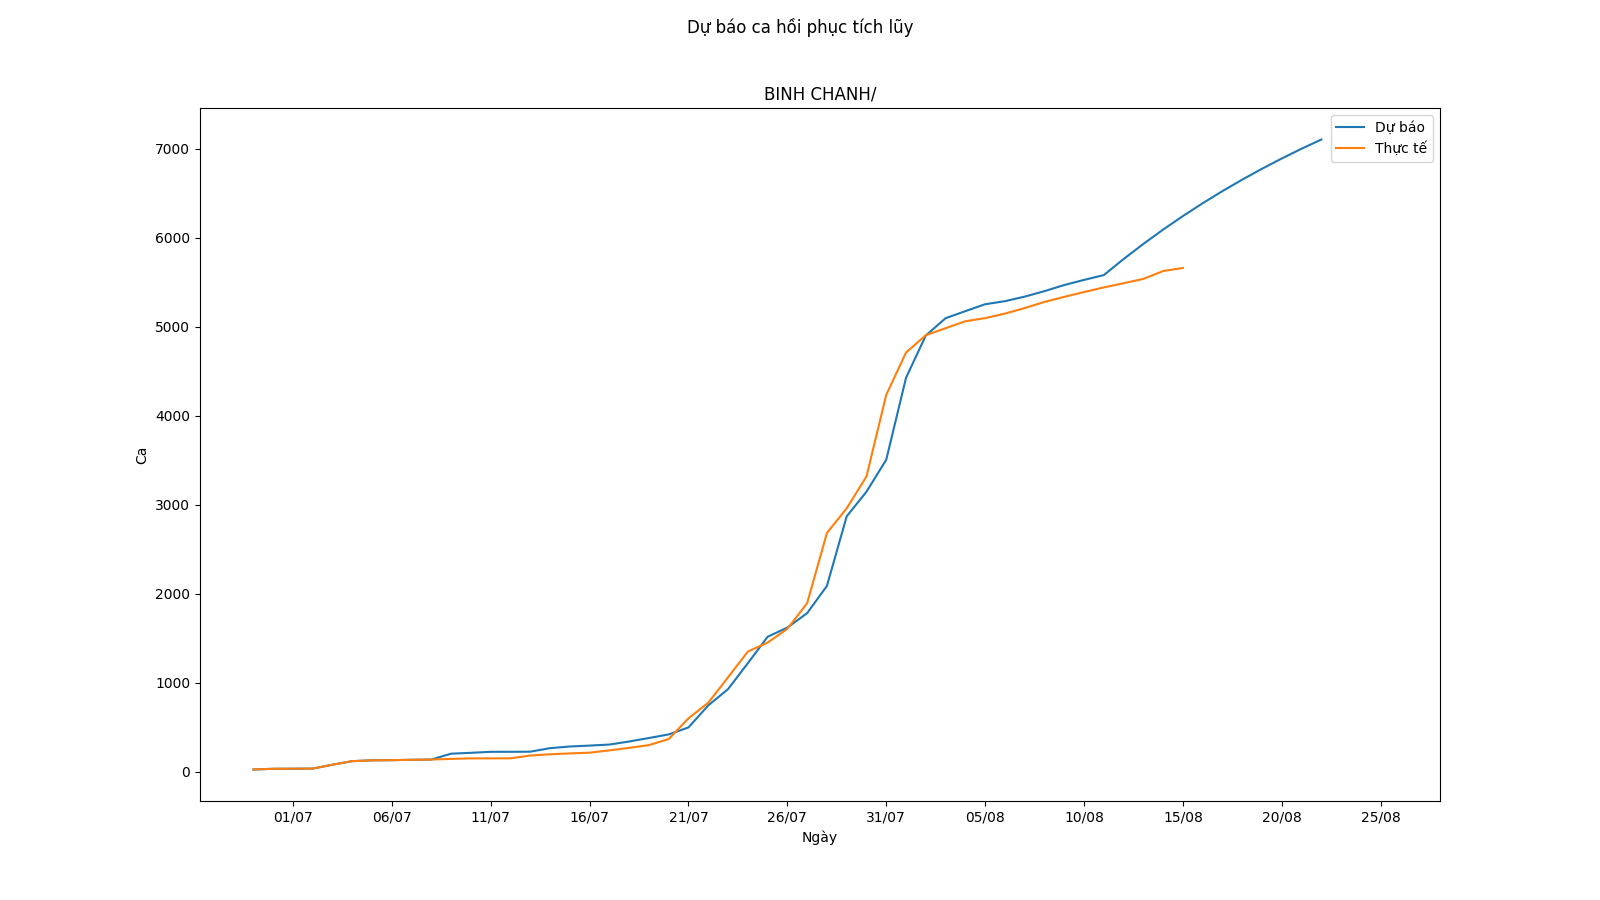 Dự báo ca hồi phục tích lũy
BINH CHANH/
Dự báo
Thực tế
7000
6000
5000
4000
3000
2000
1000
0
Ca
01/07 06/07 11/07 16/07 21/07 26/07 31/07 05/08 10/08 15/08 20/08 25/08
Ngày